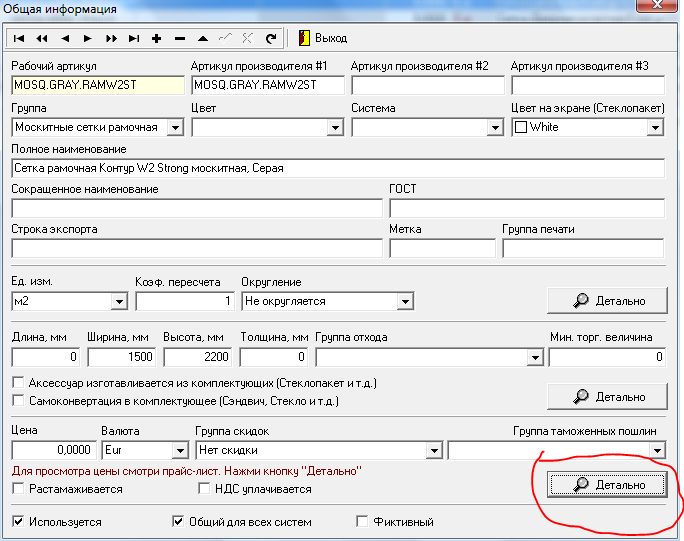 Общая информация
Выход
Рабочий артикул Артикул производителя #1 Артикул производителя #2 Артикул производителя #3
MOSQ.GRAY.RAMW2ST MOSQ.GRAY.RAMW2ST
Группа Цвет Система Цвет на экране (Стеклопакет)
Москитные сетки рамочная White
Полное наименование
Сетка рамочная Контур W2 Strong москитная, Серая
Сокращенное наименование ГОСТ
Строка экспорта Метка Группа печати
Ед. изм. Коэф. пересчета Округление
м2 1 Не округляется Детально
Длина, мм Ширина, мм Высота, мм Толщина, мм Группа отхода Мин. торг. величина
0 1500 2200 0 0
Аксессуар изготавливается из комплектующих (Стеклопакет и т.д.)
Самоконвертация в комплектующее (Сэндвич, Стекло и т.д.) Детально
Цена Валюта Группа скидок Группа таможенных пошлин
0,0000 Eur Нет скидки
Для просмотра цены смотри прайс-лист. Нажми кнопку "Детально"
Растамаживается НДС уплачивается Детально
Используется Общий для всех систем Фиктивный